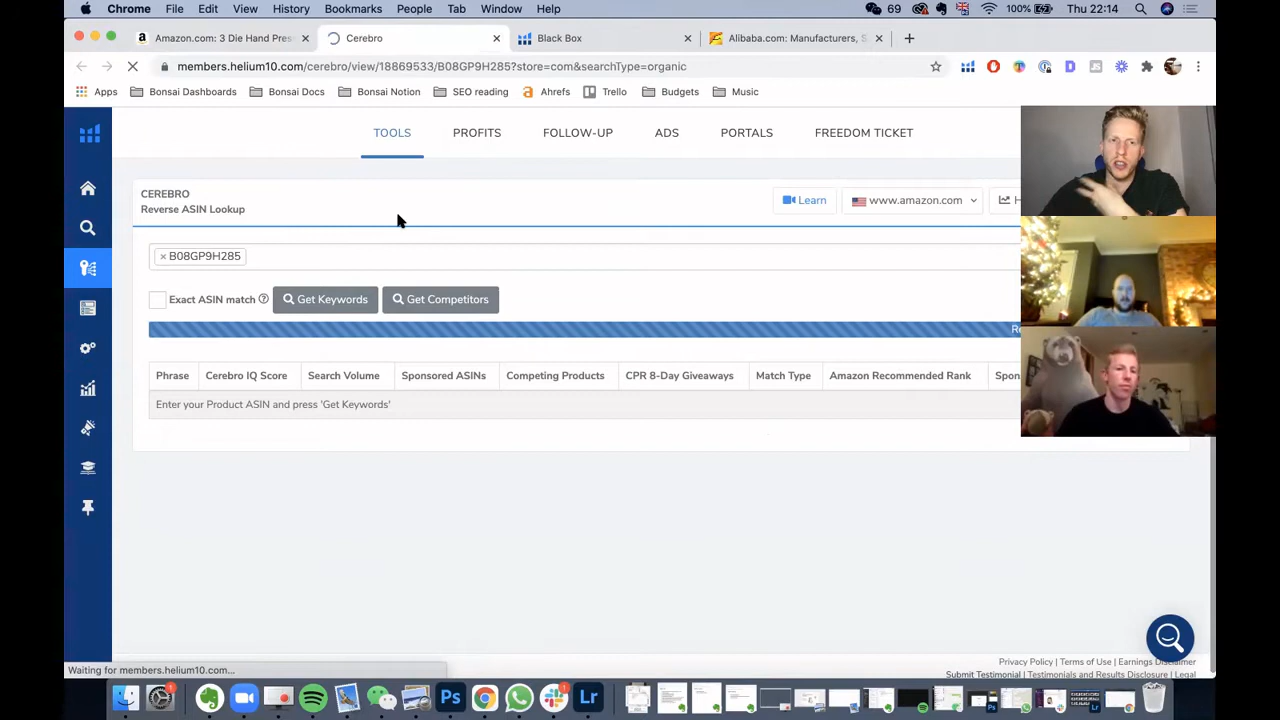 Chrome File Edit View History Bookmarks People Tab Window Help 69 100% Thu 22:14
Amazon.com: 3 Die Hand Pres × Cerebro × Black Box × Alibaba.com: Manufacturers, S ×
members.helium10.com/cerebro/view/18869533/B08GP9H285?store=com&searchType=organic
Apps Bonsai Dashboards Bonsai Docs Bonsai Notion SEO reading Ahrefs Trello Budgets Music
TOOLS PROFITS FOLLOW-UP ADS PORTALS FREEDOM TICKET
CEREBRO
Reverse ASIN Lookup
Learn www.amazon.com H
× B08GP9H285
Exact ASIN match Get Keywords Get Competitors
Re
Phrase Cerebro IQ Score Search Volume Sponsored ASINs Competing Products CPR 8-Day Giveaways Match Type Amazon Recommended Rank Spon
Enter your Product ASIN and press 'Get Keywords'
Privacy Policy | Terms of Use | Earnings Disclaimer
Waiting for members.helium10.com...
Submit Testimonial | Testimonials and Results Disclosure | Legal
1 Ps 1 Lr